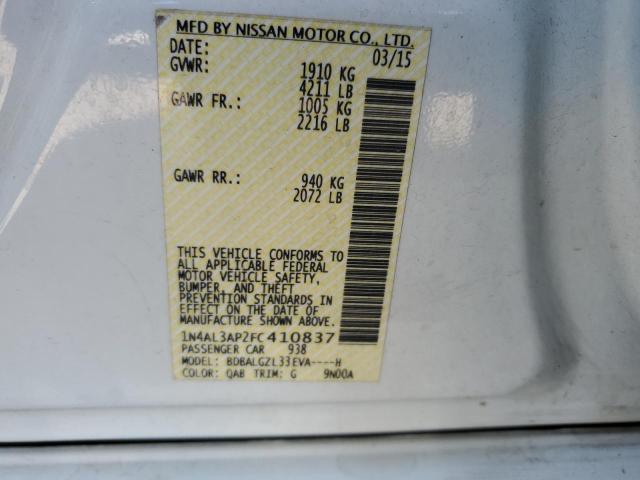 MFD BY NISSAN MOTOR CO., LTD.
DATE: 03/15
GVWR: 1910 KG
4211 LB
GAWR FR.: 1005 KG
2216 LB
GAWR RR.: 940 KG
2072 LB
THIS VEHICLE CONFORMS TO
ALL APPLICABLE FEDERAL
MOTOR VEHICLE SAFETY,
BUMPER, AND THEFT
PREVENTION STANDARDS IN
EFFECT ON THE DATE OF
MANUFACTURE SHOWN ABOVE.
1N4AL3AP2FC410837
PASSENGER CAR 938
MODEL: BDBALGZL33EVA----H
COLOR: QAB TRIM: G 9N00A